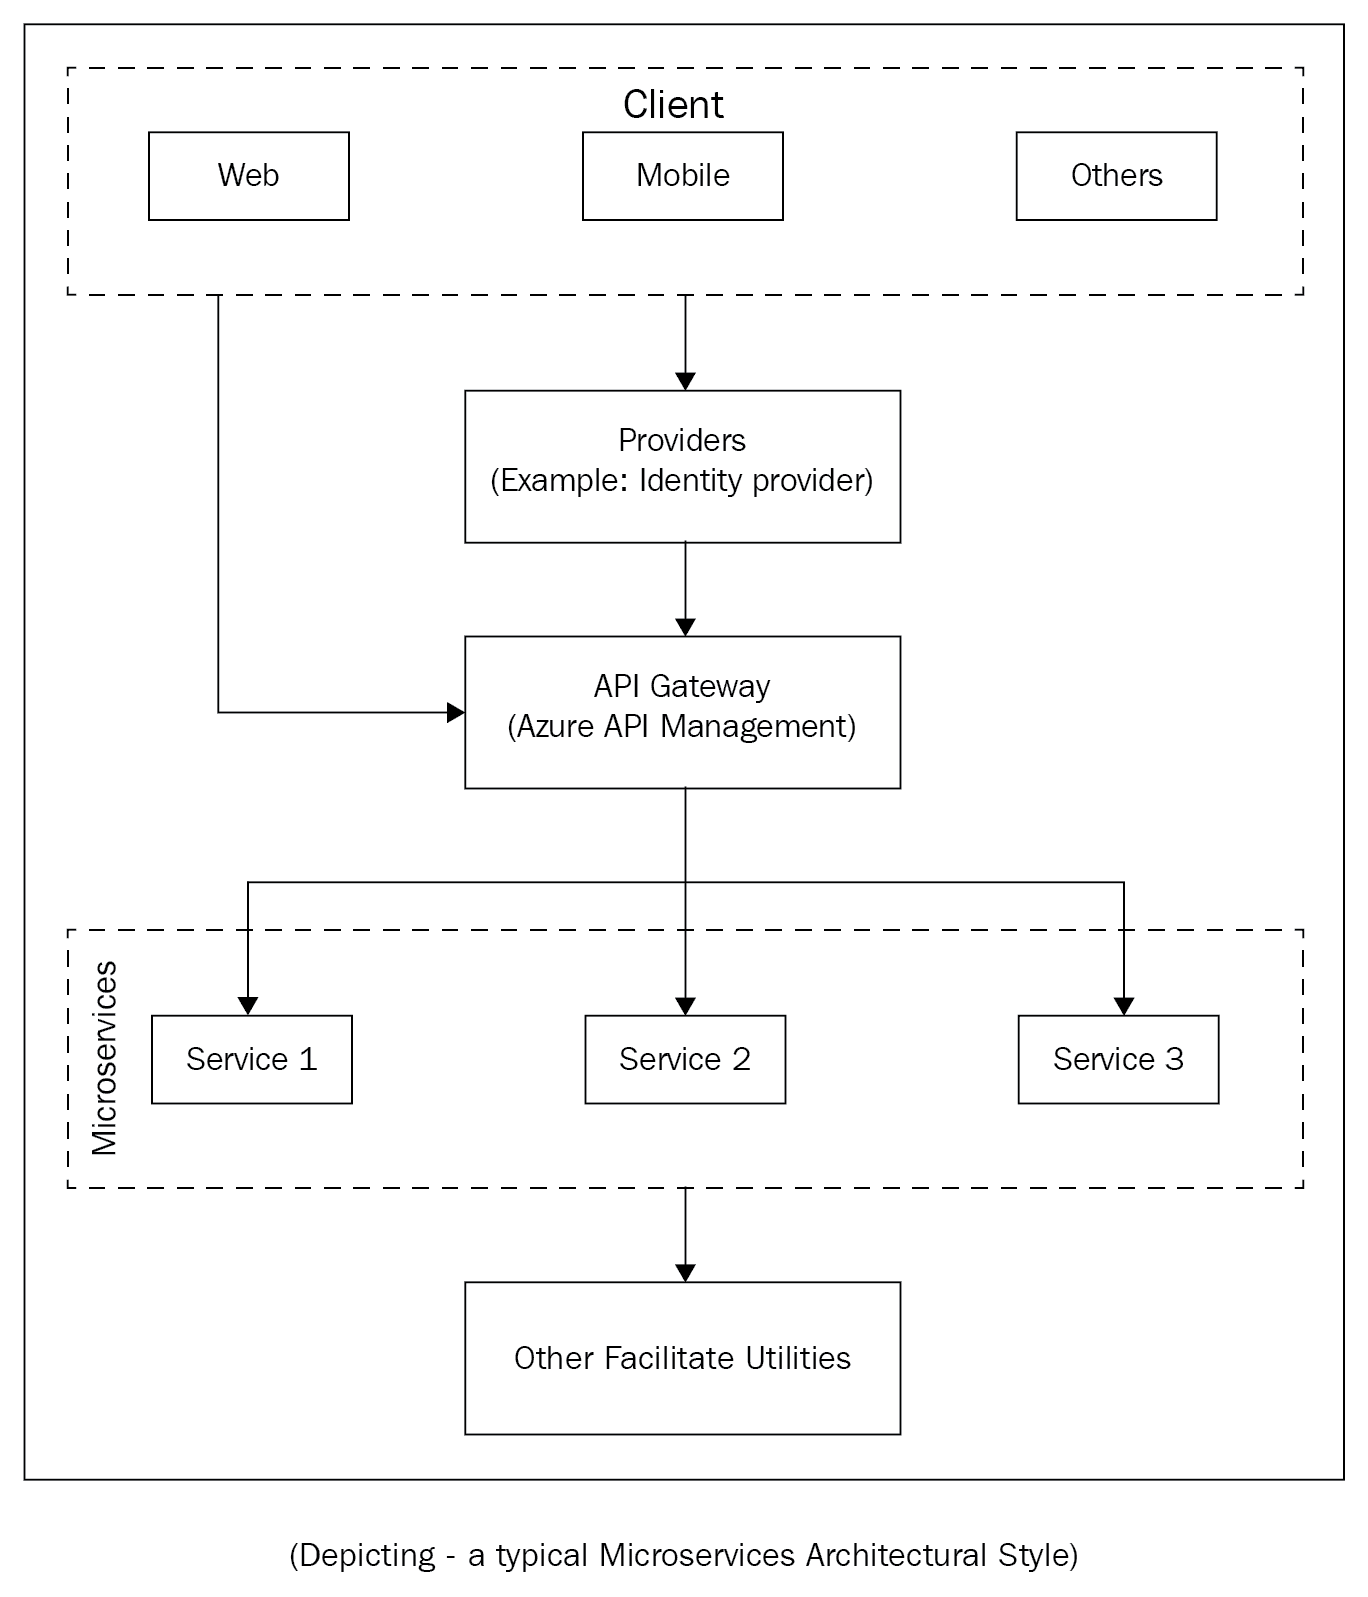 Client
Web
Mobile
Others
Providers
(Example: Identity provider)
API Gateway
(Azure API Management)
Microservices
Service 1
Service 2
Service 3
Other Facilitate Utilities
(Depicting - a typical Microservices Architectural Style)